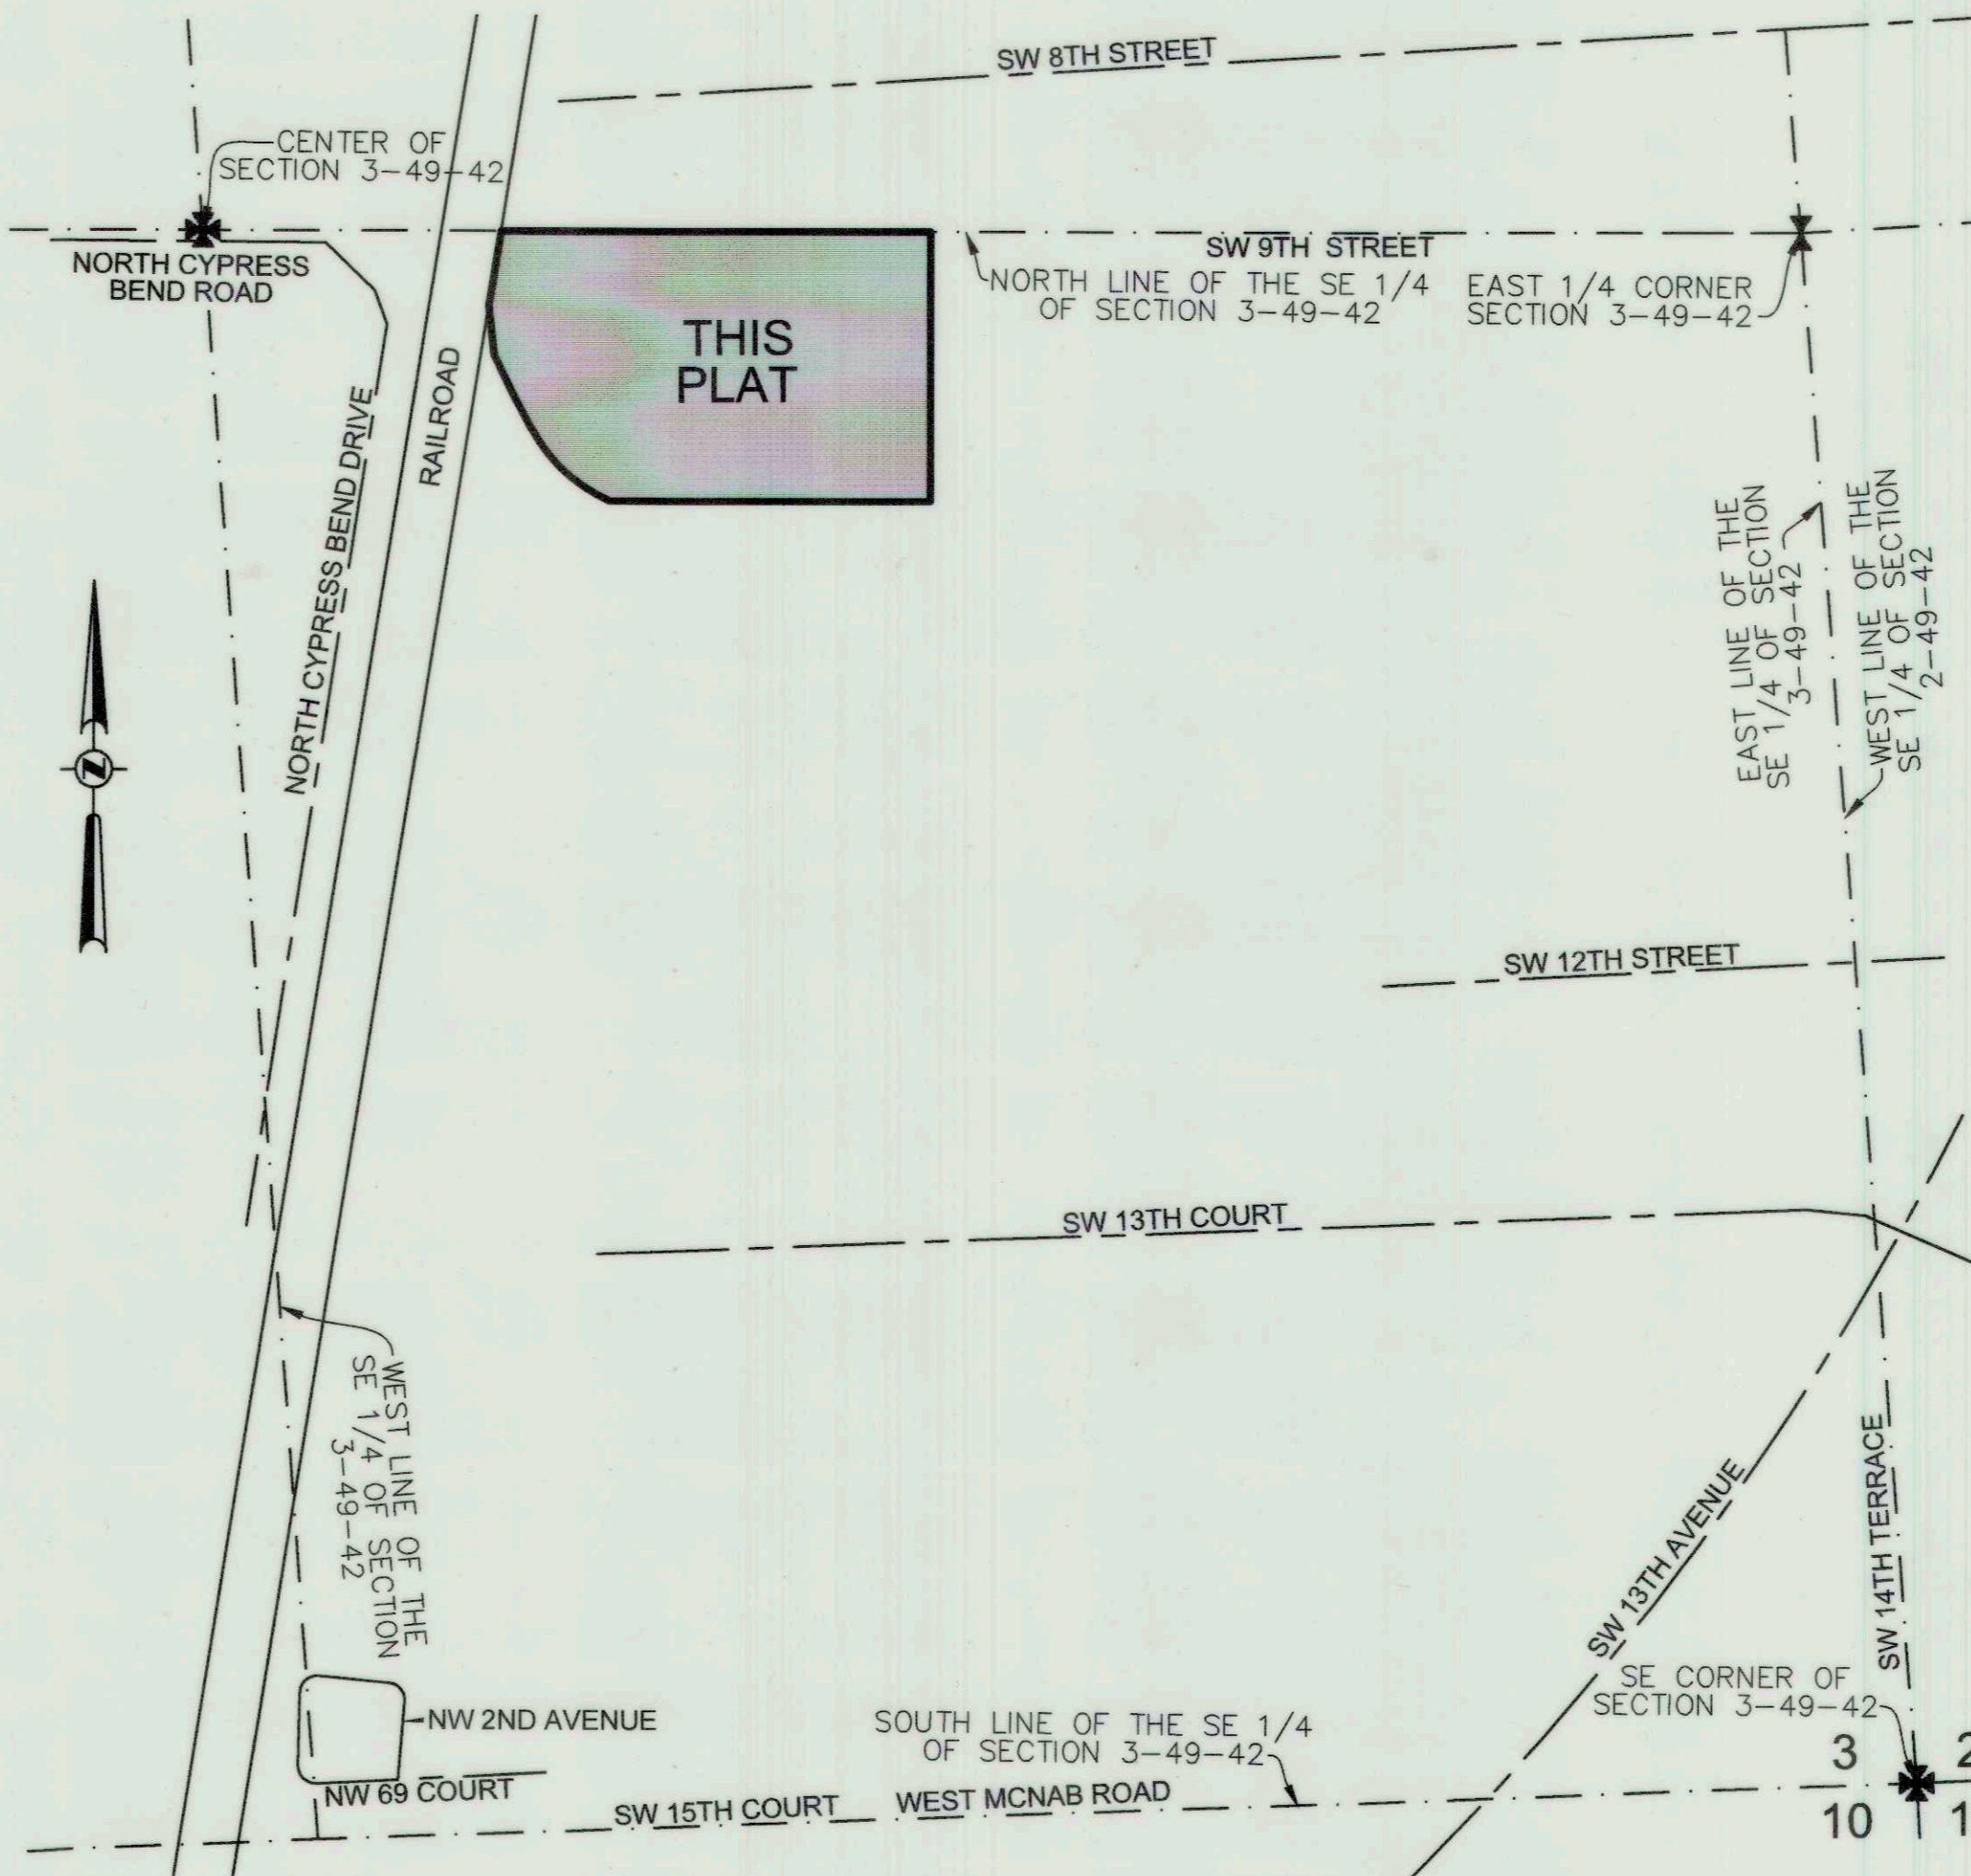 SW 8TH STREET
CENTER OF
SECTION 3-49-42
NORTH CYPRESS
BEND ROAD
SW 9TH STREET
NORTH LINE OF THE SE 1/4
OF SECTION 3-49-42
EAST 1/4 CORNER
SECTION 3-49-42
THIS
PLAT
RAILROAD
NORTH CYPRESS BEND DRIVE
EAST LINE OF THE
SE 1/4 OF SECTION
3-49-42
WEST LINE OF THE
SE 1/4 OF SECTION
2-49-42
Z
SW 12TH STREET
SW 13TH COURT
WEST LINE OF THE
SE 1/4 OF SECTION
3-49-42
SW 13TH AVENUE
SW 14TH TERRACE
SE CORNER OF
SECTION 3-49-42
NW 2ND AVENUE
SOUTH LINE OF THE SE 1/4
OF SECTION 3-49-42
NW 69 COURT
SW 15TH COURT
WEST MCNAB ROAD
3
2
10
1